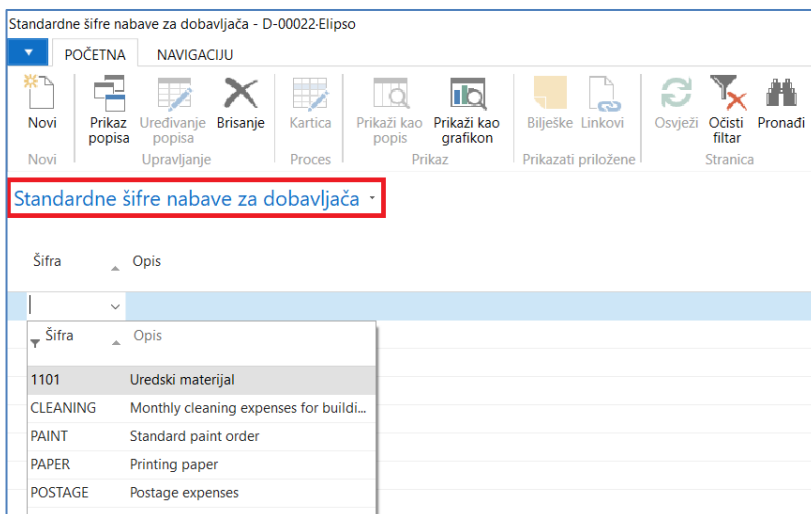 Standardne šifre nabave za dobavljača - D-00022·Elipso
POČETNA NAVIGACIJU
Novi Prikaz popisa Uređivanje popisa Brisanje Kartica Prikaži kao popis Prikaži kao grafikon Bilješke Linkovi Osvježi Očisti filtar Pronađi
Novi Upravljanje Proces Prikaz Prikazati priložene Stranica
Standardne šifre nabave za dobavljača
Šifra Opis
Šifra Opis
1101 Uredski materijal
CLEANING Monthly cleaning expenses for buildi...
PAINT Standard paint order
PAPER Printing paper
POSTAGE Postage expenses